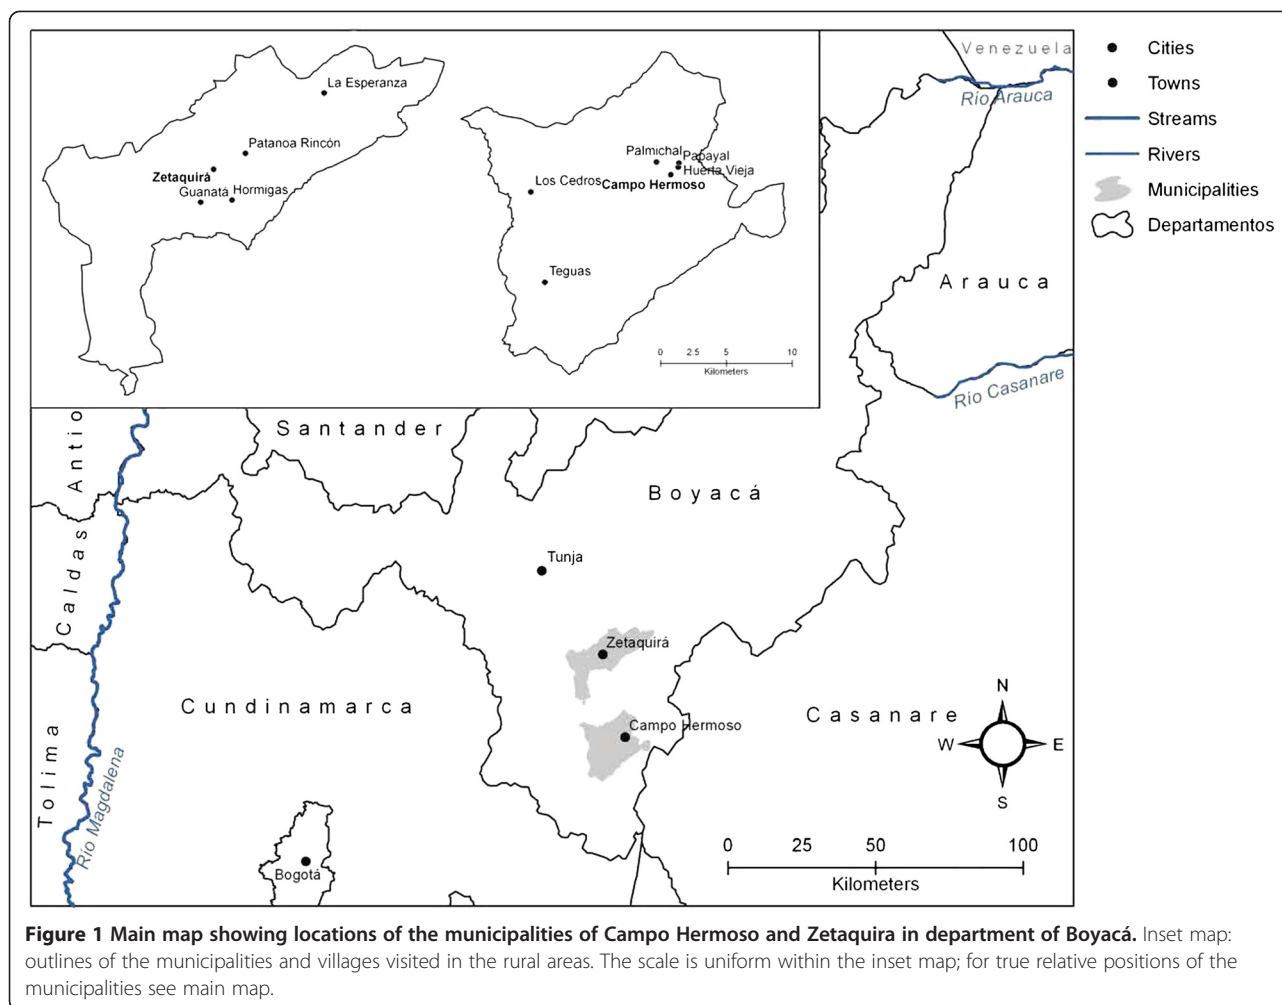 Venezuela
Río Arauca
Cities
Towns
Streams
Rivers
Municipalities
Departamentos
La Esperanza
Patanoa Rincón
Zetaquirá
Guanatá
Hormigas
Palmichal
Papayal
Huerta Vieja
Los Cedros
Campo Hermoso
Teguas
0 2.5 5 10
Kilometers
Arauca
Río Casanare
Antio
Santander
Boyacá
Caldas
Tunja
Zetaquirá
Cundinamarca
Campo Hermoso
Casanare
N
W
E
S
Tolima
Río Magdalena
Bogotá
0 25 50 100
Kilometers
Figure 1 Main map showing locations of the municipalities of Campo Hermoso and Zetaquira in department of Boyacá. Inset map:
outlines of the municipalities and villages visited in the rural areas. The scale is uniform within the inset map; for true relative positions of the
municipalities see main map.